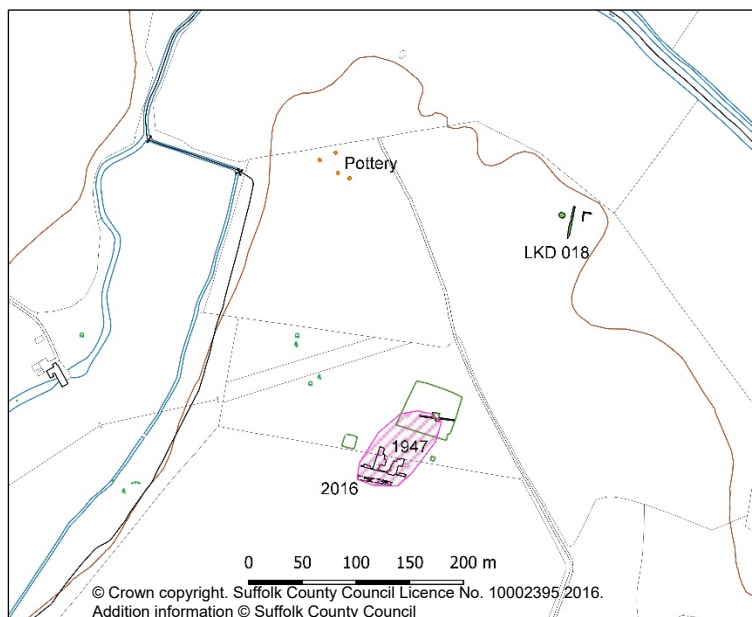 Pottery
LKD 018
1947
2016
0 50 100 150 200 m
© Crown copyright. Suffolk County Council Licence No. 10002395 2016.
Addition information © Suffolk County Council